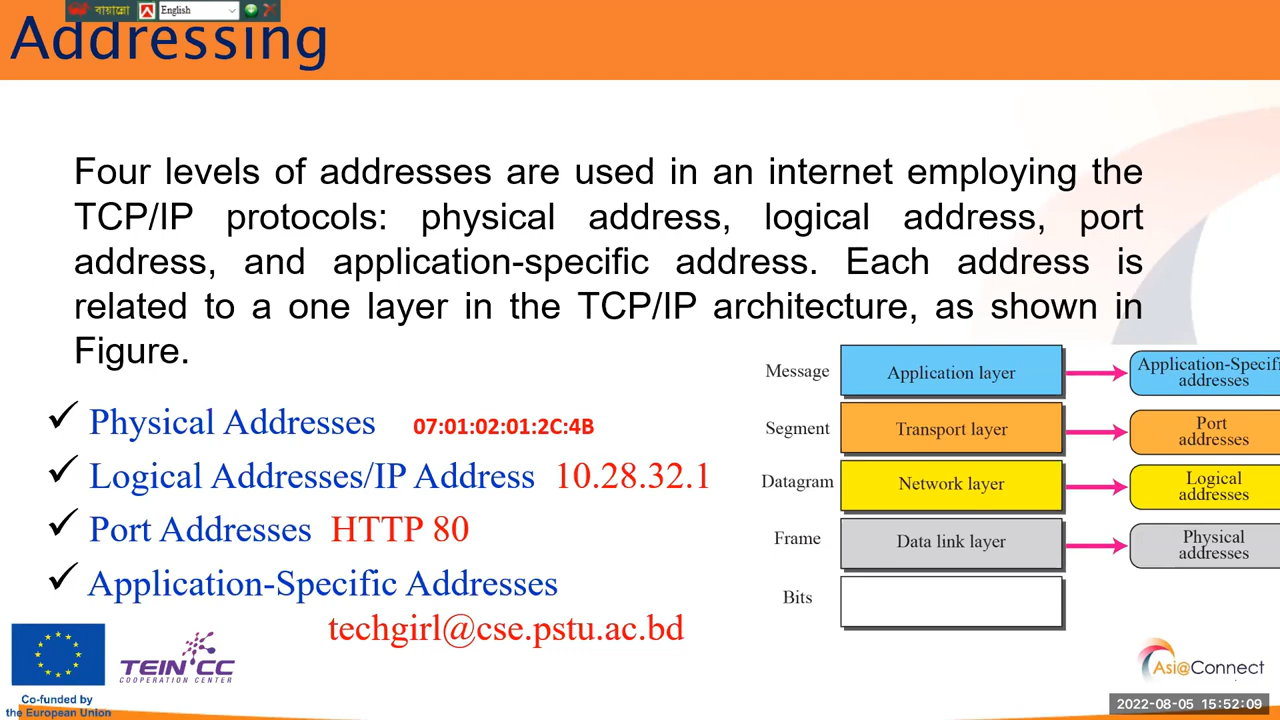 বায়ান্নো
English
Addressing
Four levels of addresses are used in an internet employing the
TCP/IP protocols: physical address, logical address, port
address, and application-specific address. Each address is
related to a one layer in the TCP/IP architecture, as shown in
Figure.
Physical Addresses 07:01:02:01:2C:4B
Logical Addresses/IP Address 10.28.32.1
Port Addresses HTTP 80
Application-Specific Addresses
techgirl@cse.pstu.ac.bd
Message Application layer Application-Specifi
addresses
Segment Transport layer Port
addresses
Datagram Network layer Logical
addresses
Frame Data link layer Physical
addresses
Bits
Co-funded by
the European Union
TEIN*CC
COOPERATION CENTER
Asi@Connect
2022-08-05 15:52:09